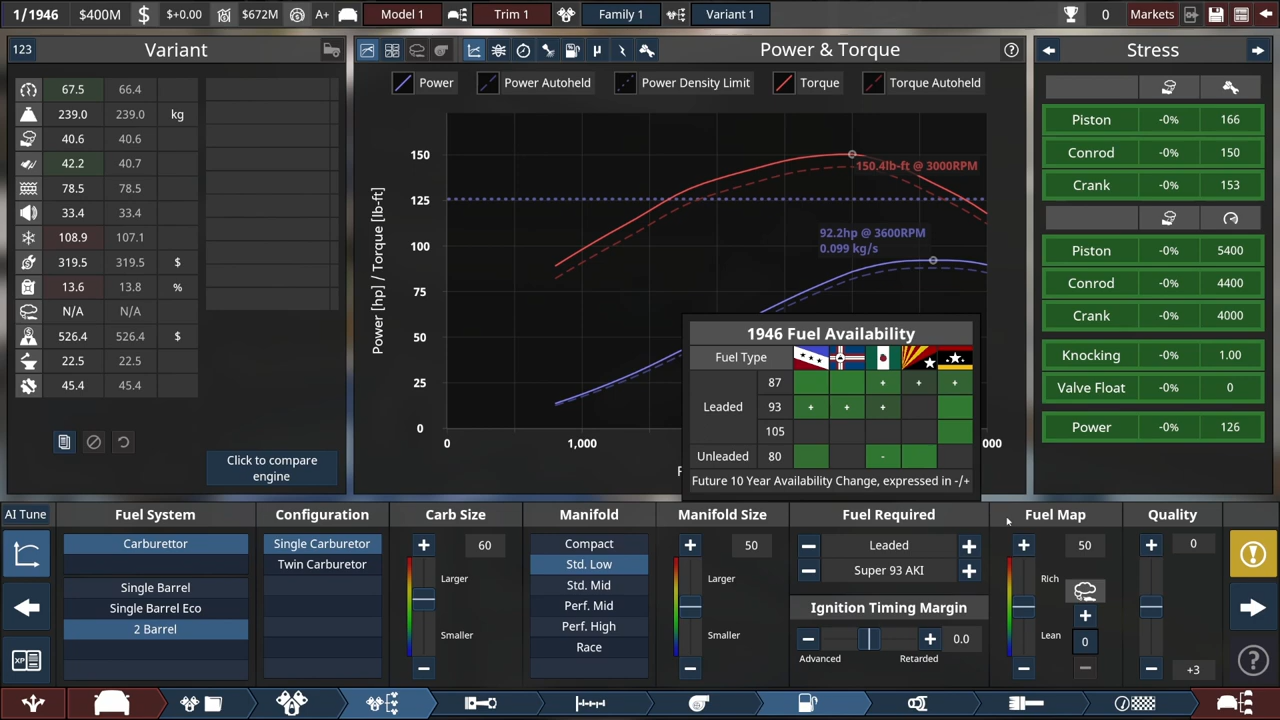 1/1946 $400M $+0.00 $672M A+ Model 1 Trim 1 Family 1 Variant 1 0 Markets
123 Variant
67.5 66.4
239.0 239.0 kg
40.6 40.6
42.2 40.7
78.5 78.5
33.4 33.4
108.9 107.1
319.5 319.5 $
13.6 13.8 %
N/A N/A
526.4 526.4 $
22.5 22.5
45.4 45.4
Click to compare
engine
Power & Torque
Power Power Autoheld Power Density Limit Torque Torque Autoheld
Power [hp] / Torque [lb-ft]
150
125
100
75
50
25
0
0 1,000 000
150.4lb-ft @ 3000RPM
92.2hp @ 3600RPM
0.099 kg/s
1946 Fuel Availability
Fuel Type
Leaded
87 + + +
93 + + +
105
Unleaded 80 -
Future 10 Year Availability Change, expressed in -/+
Stress
Piston -0% 166
Conrod -0% 150
Crank -0% 153
Piston -0% 5400
Conrod -0% 4400
Crank -0% 4000
Knocking 1.00
Valve Float 0
Power -0% 126
AI Tune
XP
Fuel System
Carburettor
Single Barrel
Single Barrel Eco
2 Barrel
Configuration
Single Carburetor
Twin Carburetor
Carb Size
+ 60
Larger
Smaller
-
Manifold
Compact
Std. Low
Std. Mid
Perf. Mid
Perf. High
Race
Manifold Size
+ 50
Larger
Smaller
-
Fuel Required
- Leaded +
- Super 93 AKI +
Ignition Timing Margin
- + 0.0
Advanced Retarded
Fuel Map
+ 50
Rich
+
Lean 0
- -
Quality
+ 0
- +3